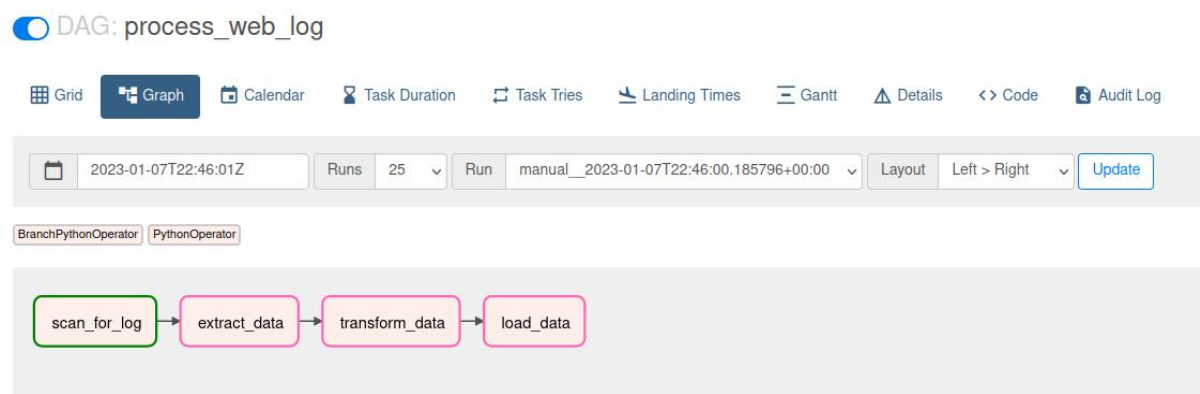 DAG: process_web_log
Grid Graph Calendar Task Duration Task Tries Landing Times Gantt Details <> Code Audit Log
2023-01-07T22:46:01Z Runs 25 Run manual__2023-01-07T22:46:00.185796+00:00 Layout Left > Right Update
BranchPythonOperator PythonOperator
scan_for_log extract_data transform_data load_data